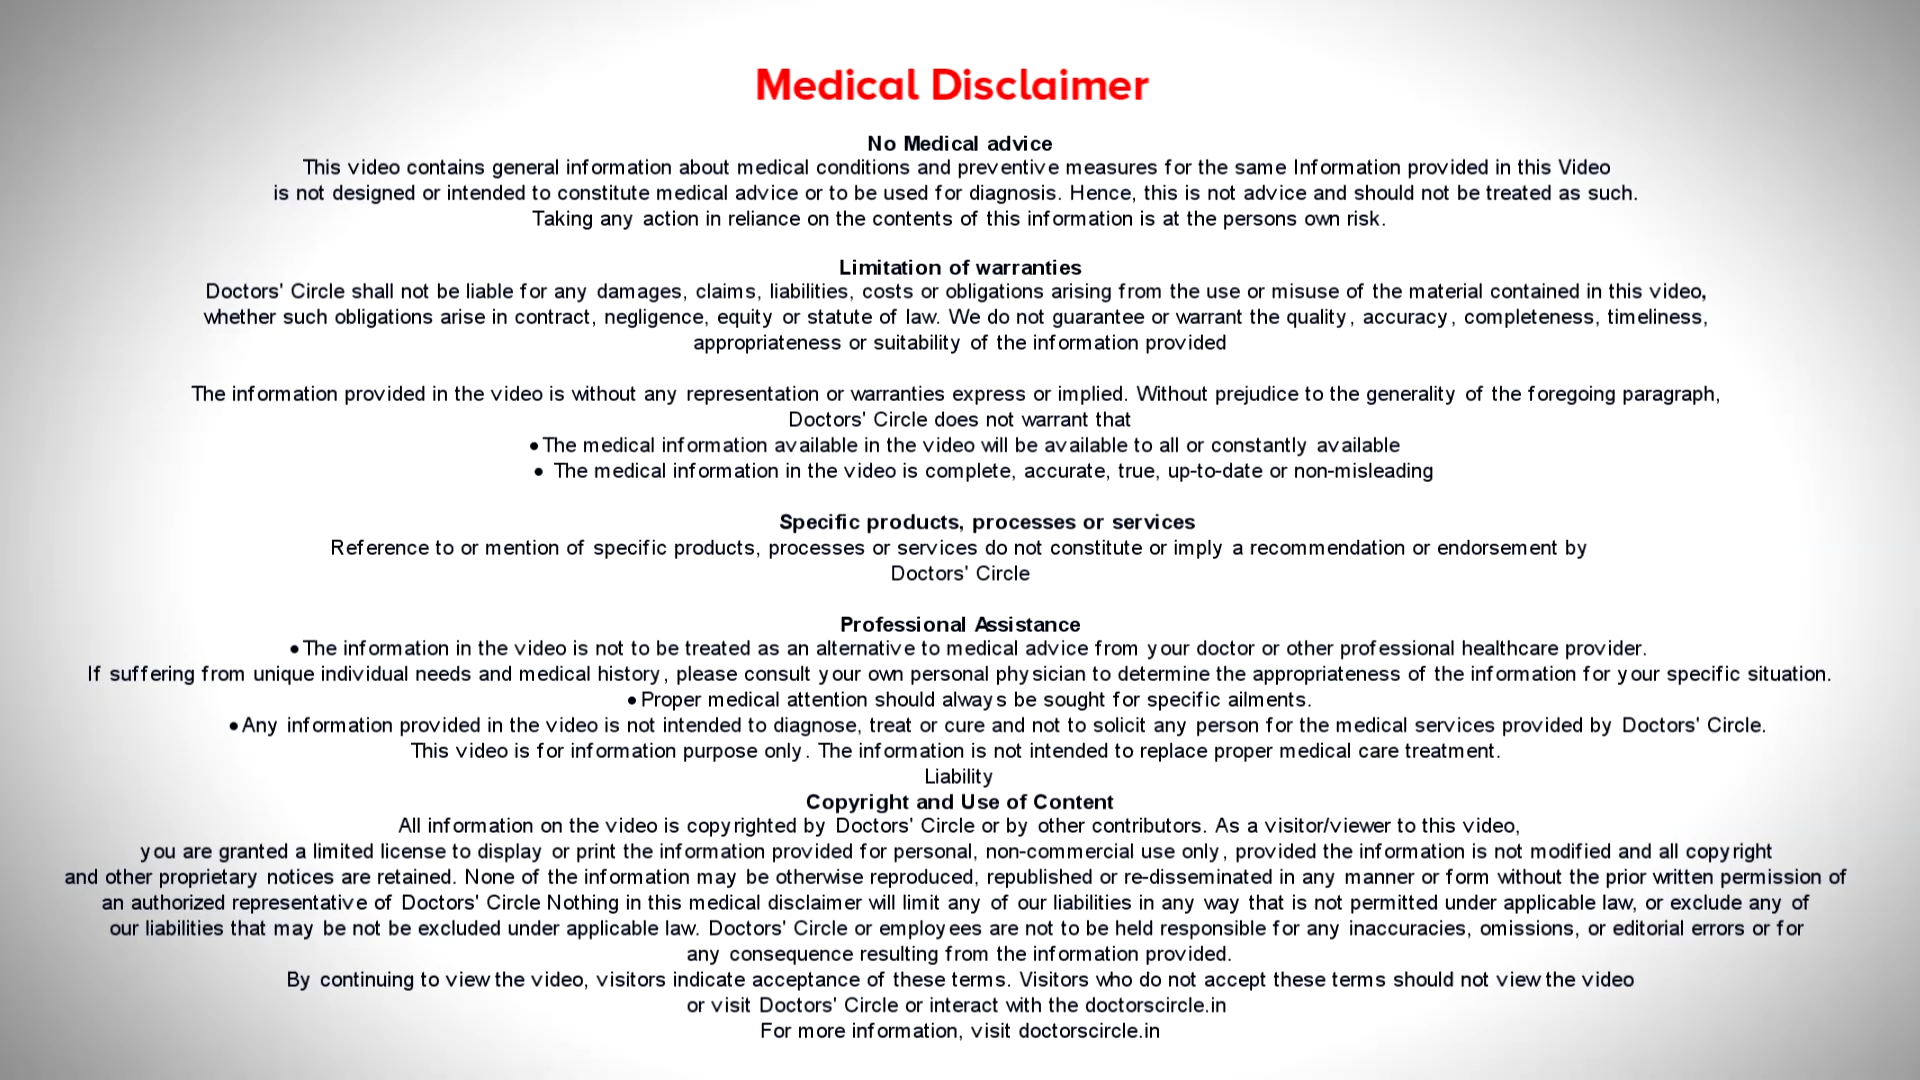 Medical Disclaimer
No Medical advice
This video contains general information about medical conditions and preventive measures for the same Information provided in this Video
is not designed or intended to constitute medical advice or to be used for diagnosis. Hence, this is not advice and should not be treated as such.
Taking any action in reliance on the contents of this information is at the persons own risk.
Limitation of warranties
Doctors' Circle shall not be liable for any damages, claims, liabilities, costs or obligations arising from the use or misuse of the material contained in this video,
whether such obligations arise in contract, negligence, equity or statute of law. We do not guarantee or warrant the quality, accuracy, completeness, timeliness,
appropriateness or suitability of the information provided
The information provided in the video is without any representation or warranties express or implied. Without prejudice to the generality of the foregoing paragraph,
Doctors' Circle does not warrant that
•The medical information available in the video will be available to all or constantly available
• The medical information in the video is complete, accurate, true, up-to-date or non-misleading
Specific products, processes or services
Reference to or mention of specific products, processes or services do not constitute or imply a recommendation or endorsement by
Doctors' Circle
Professional Assistance
•The information in the video is not to be treated as an alternative to medical advice from your doctor or other professional healthcare provider.
If suffering from unique individual needs and medical history, please consult your own personal physician to determine the appropriateness of the information for your specific situation.
•Proper medical attention should always be sought for specific ailments.
•Any information provided in the video is not intended to diagnose, treat or cure and not to solicit any person for the medical services provided by Doctors' Circle.
This video is for information purpose only. The information is not intended to replace proper medical care treatment.
Liability
Copyright and Use of Content
All information on the video is copyrighted by Doctors' Circle or by other contributors. As a visitor/viewer to this video,
you are granted a limited license to display or print the information provided for personal, non-commercial use only, provided the information is not modified and all copyright
and other proprietary notices are retained. None of the information may be otherwise reproduced, republished or re-disseminated in any manner or form without the prior written permission of
an authorized representative of Doctors' Circle Nothing in this medical disclaimer will limit any of our liabilities in any way that is not permitted under applicable law, or exclude any of
our liabilities that may be not be excluded under applicable law. Doctors' Circle or employees are not to be held responsible for any inaccuracies, omissions, or editorial errors or for
any consequence resulting from the information provided.
By continuing to view the video, visitors indicate acceptance of these terms. Visitors who do not accept these terms should not view the video
or visit Doctors' Circle or interact with the doctorscircle.in
For more information, visit doctorscircle.in